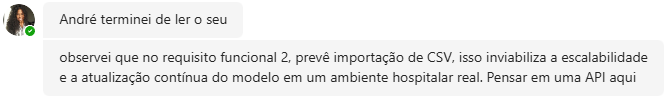 André terminei de ler o seu
observei que no requisito funcional 2, prevê importação de CSV, isso inviabiliza a escalabilidade
e a atualização contínua do modelo em um ambiente hospitalar real. Pensar em uma API aqui